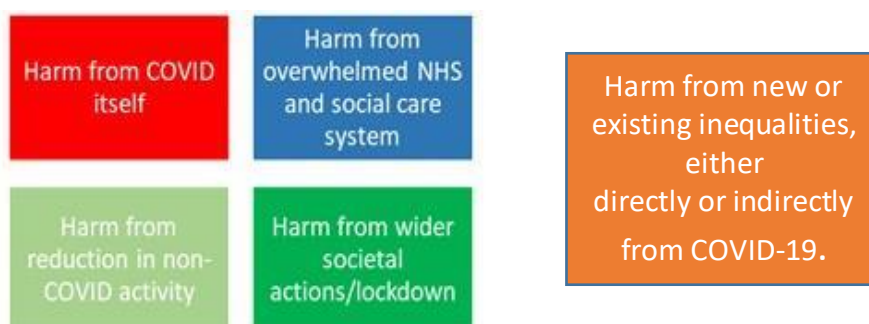 Harm from COVID
itself
Harm from
overwhelmed NHS
and social care
system
Harm from
reduction in non-
COVID activity
Harm from wider
societal
actions/lockdown
Harm from new or
existing inequalities,
either
directly or indirectly
from COVID-19.